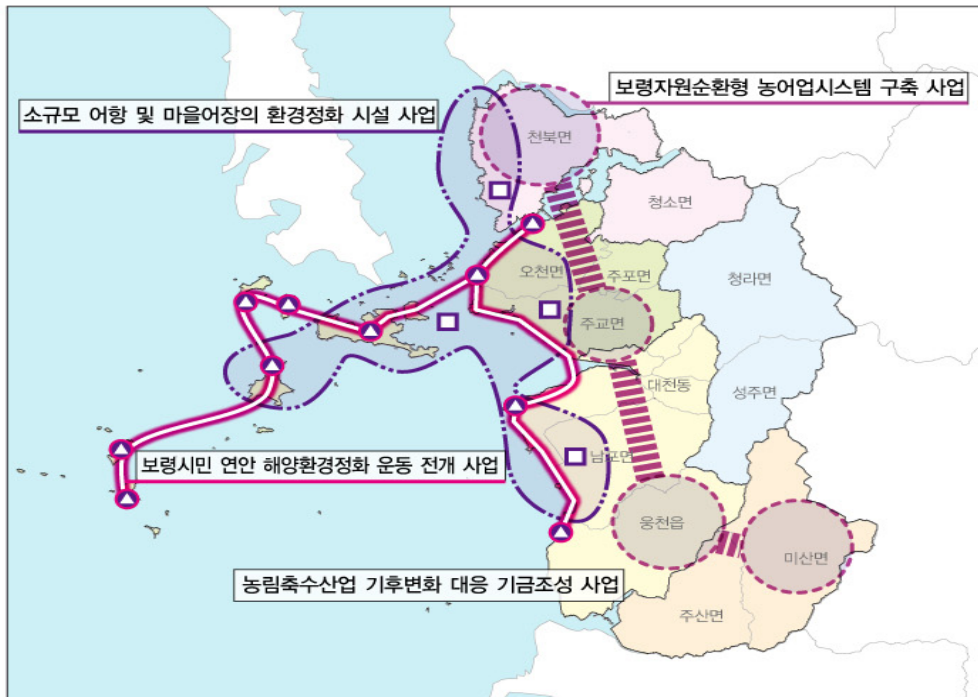 보령자원순환형 농어업시스템 구축 사업
소규모 어항 및 마을어장의 환경정화 시설 사업
천북면
청소면
오천면
주포면
청라면
주교면
대천동
성주면
보령시민 연안 해양환경정화 운동 전개 사업
남포면
웅천읍
미산면
농림축수산업 기후변화 대응 기금조성 사업
주산면